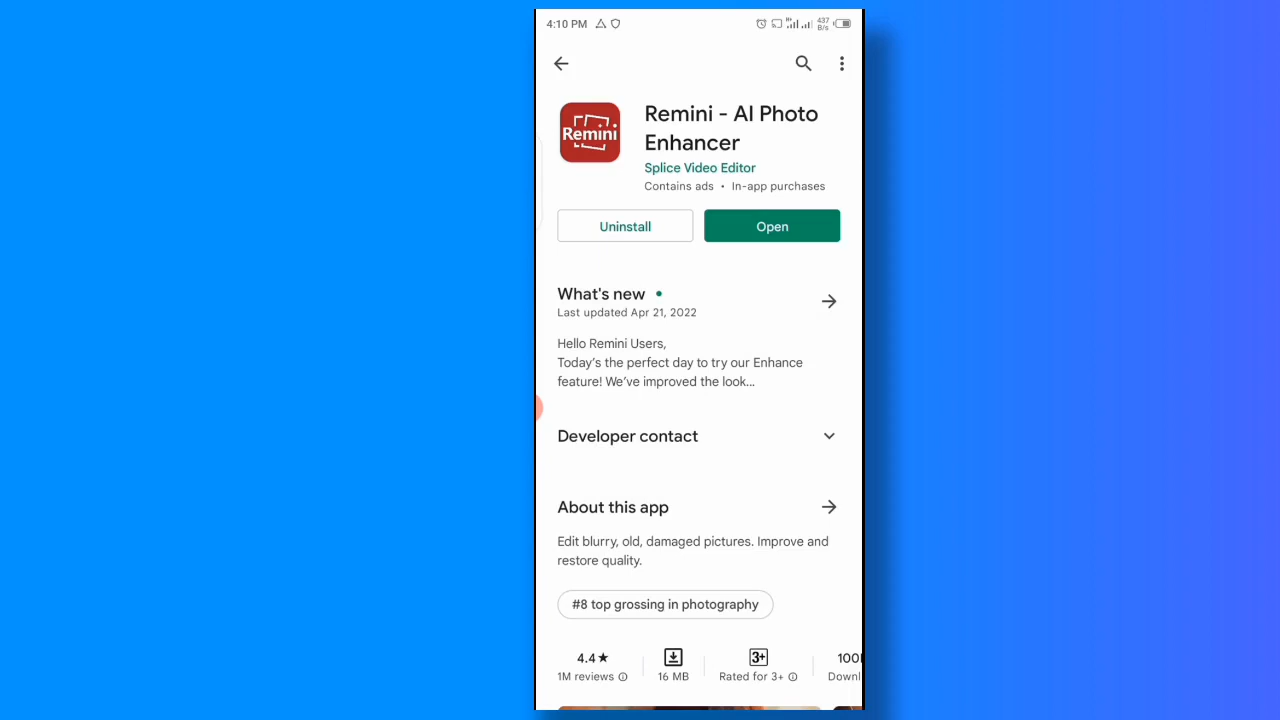 4:10 PM
437
B/s
Remini
Remini - AI Photo
Enhancer
Splice Video Editor
Contains ads • In-app purchases
Uninstall
Open
What's new •
Last updated Apr 21, 2022
Hello Remini Users,
Today's the perfect day to try our Enhance
feature! We've improved the look...
Developer contact
About this app
Edit blurry, old, damaged pictures. Improve and
restore quality.
#8 top grossing in photography
4.4★
1M reviews
16 MB
3+
Rated for 3+
100
Downl